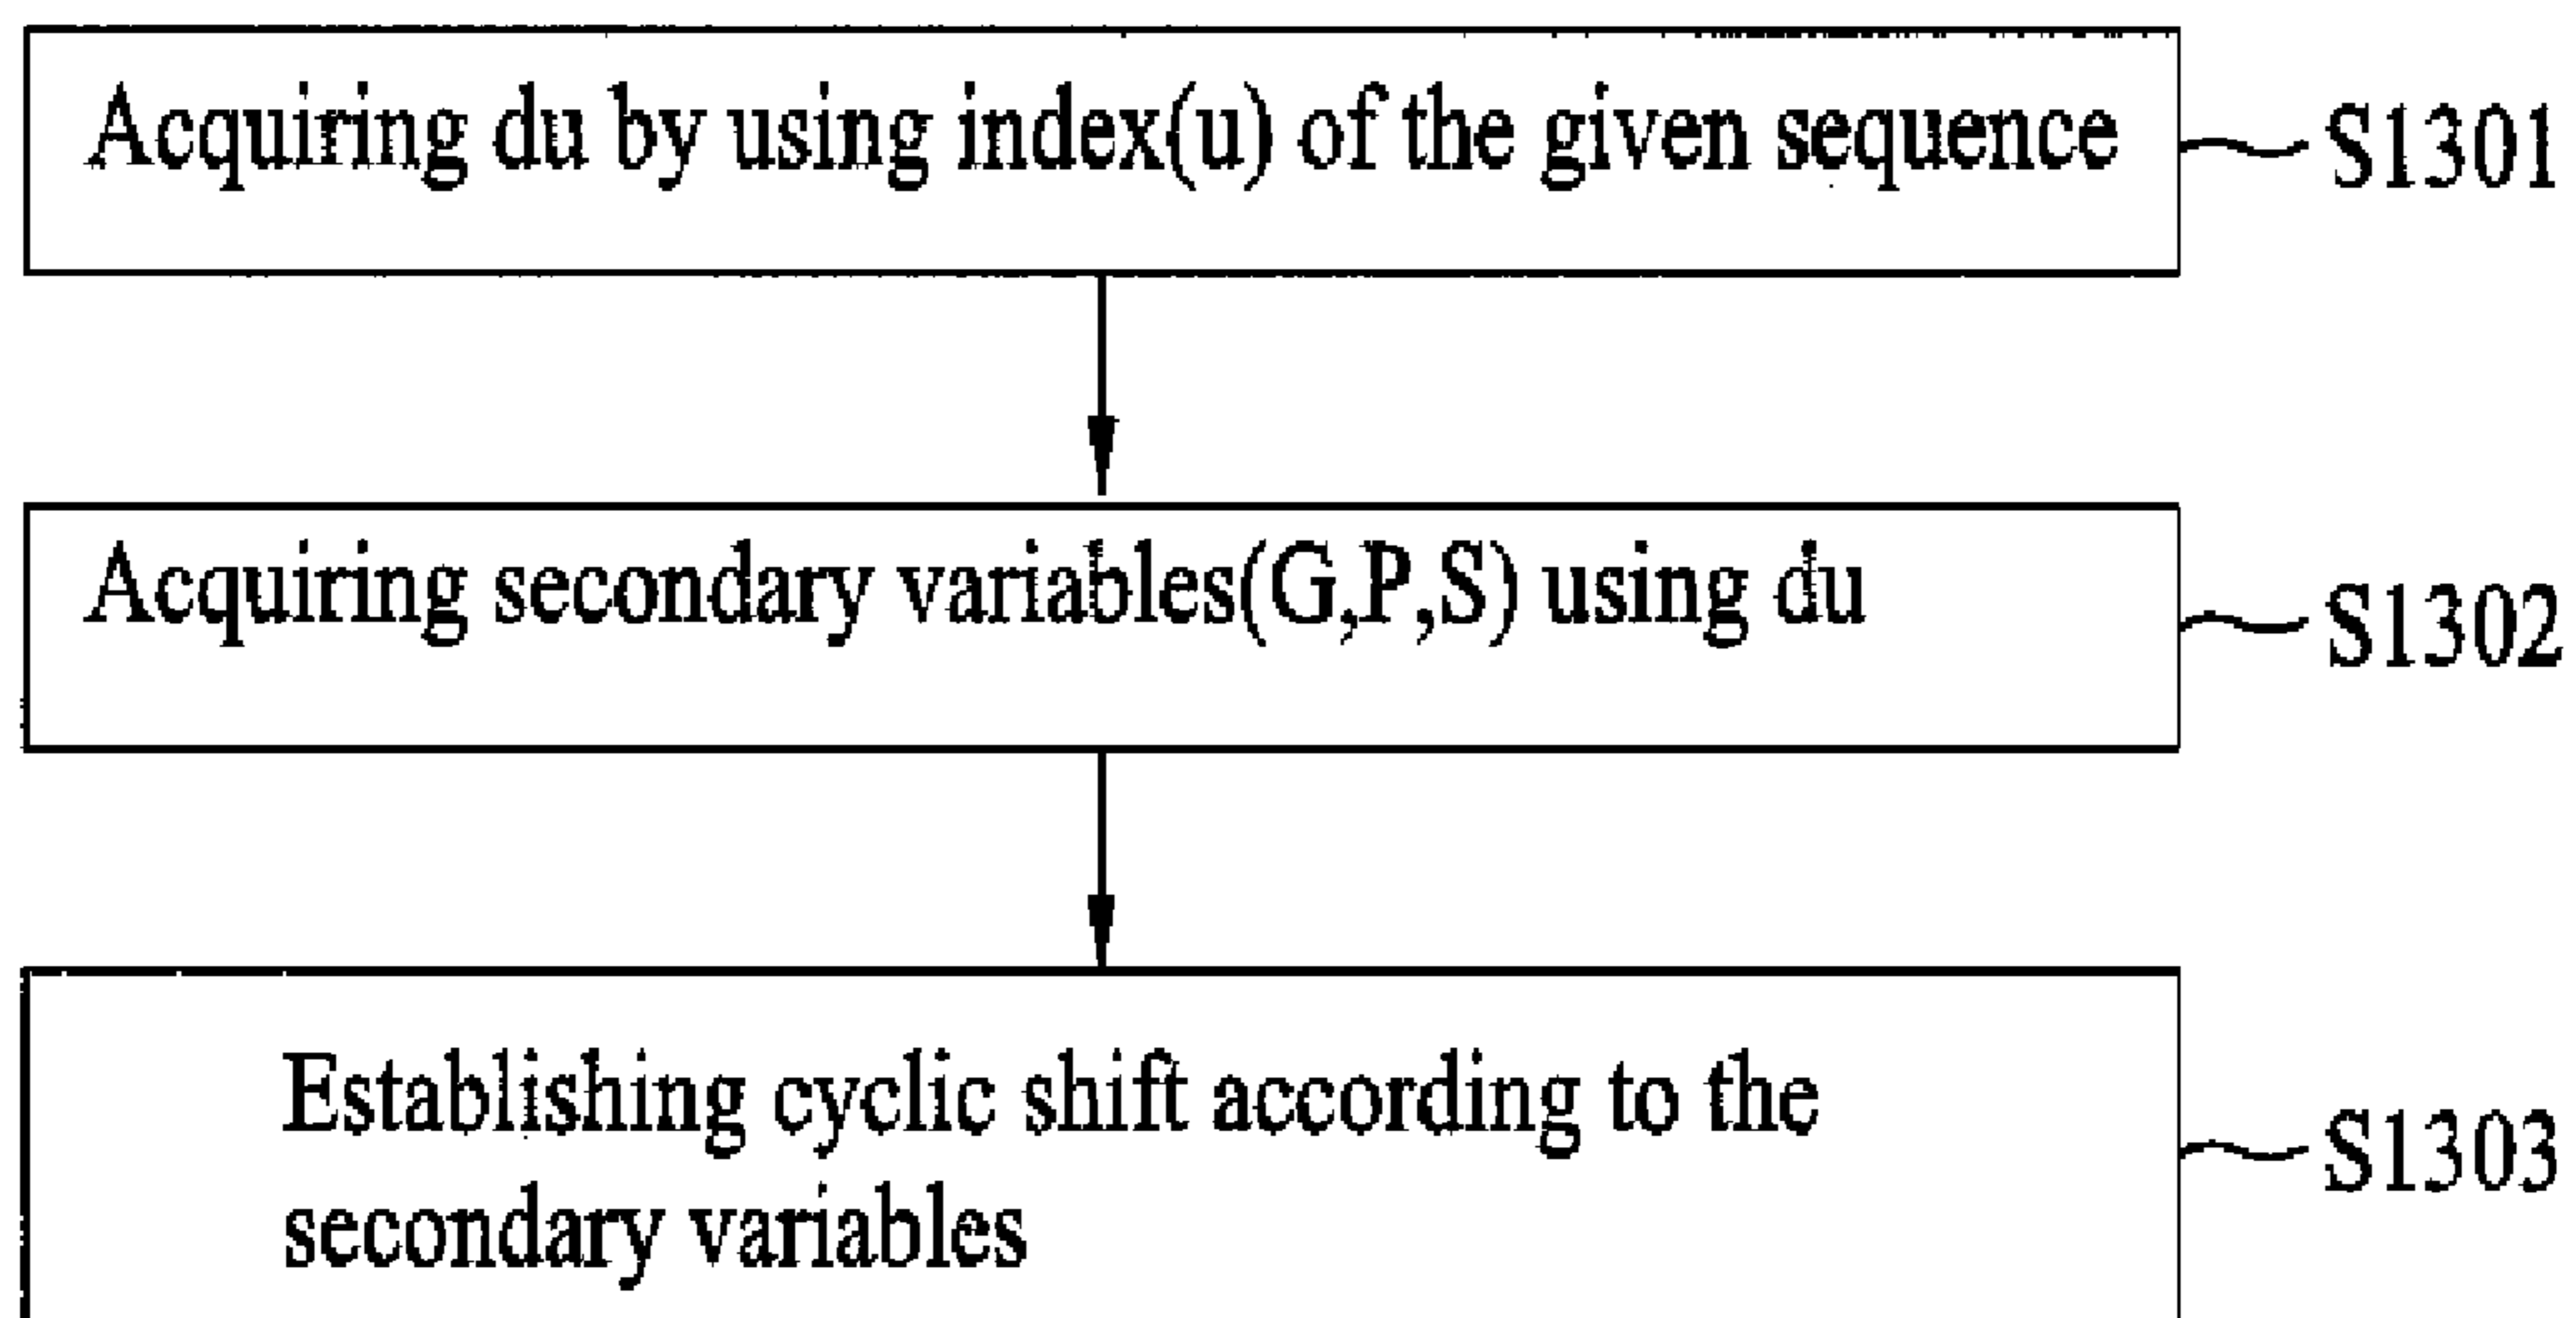 Acquiring du by using index(u) of the given sequence
S1301
Acquiring secondary variables(G,P,S) using du
S1302
Establishing cyclic shift according to the
secondary variables
S1303